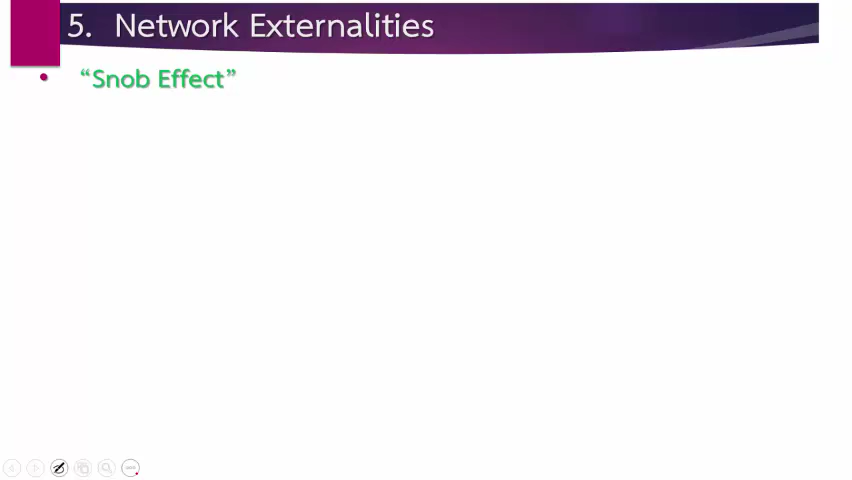 5. Network Externalities
• “Snob Effect”